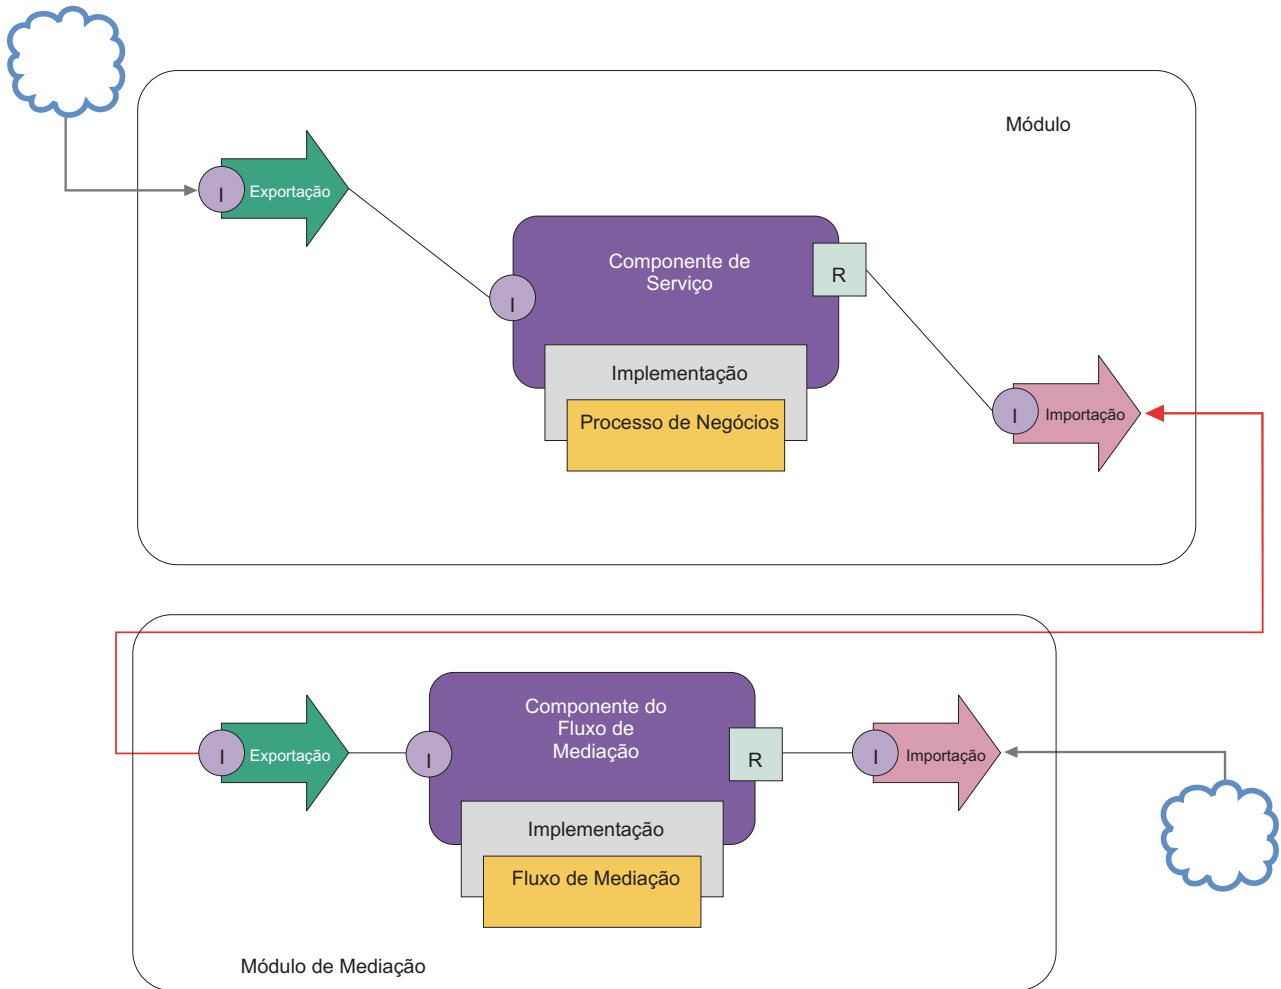 Módulo
I
Exportação
Componente de
Serviço
R
I
Implementação
Processo de Negócios
I
Importação
Componente do
Fluxo de
Mediação
I
Exportação
I
R
I
Importação
Implementação
Fluxo de Mediação
Módulo de Mediação